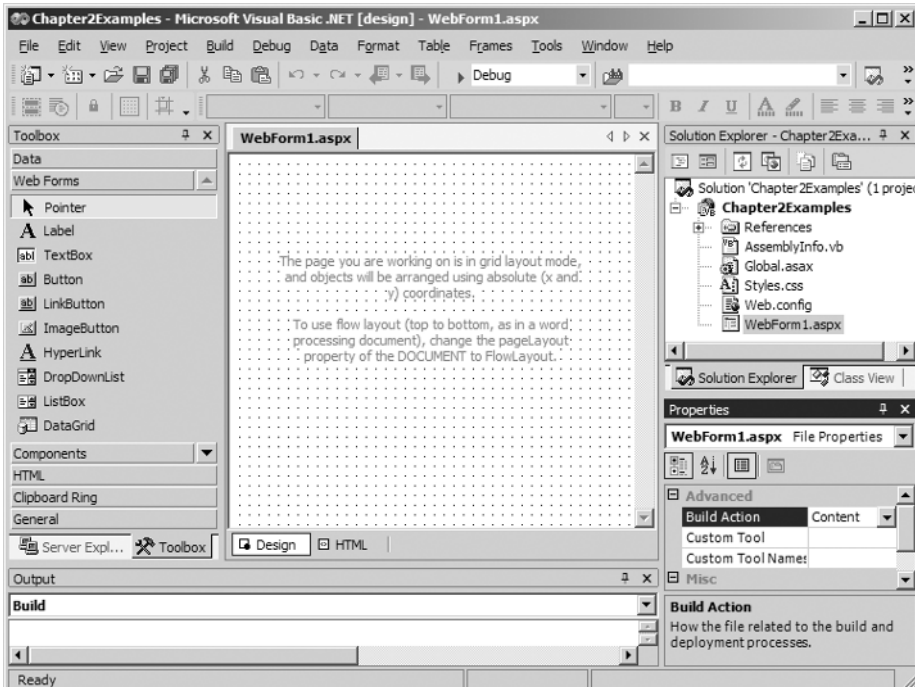 Chapter2Examples - Microsoft Visual Basic .NET [design] - WebForm1.aspx
File Edit View Project Build Debug Data Format Table Frames Tools Window Help
Debug
B I U A
Toolbox
Data
Web Forms
Pointer
A Label
abl TextBox
ab Button
ab LinkButton
ImageButton
A HyperLink
DropDownList
ListBox
DataGrid
Components
HTML
Clipboard Ring
General
Server Expl... Toolbox
WebForm1.aspx
The page you are working on is in grid layout mode,
and objects will be arranged using absolute (x and
y) coordinates.
To use flow layout (top to bottom, as in a word
processing document), change the pageLayout
property of the DOCUMENT to FlowLayout.
Design HTML
Solution Explorer - Chapter2Exa...
Solution 'Chapter2Examples' (1 projec
Chapter2Examples
References
AssemblyInfo.vb
Global.asax
Styles.css
Web.config
WebForm1.aspx
Solution Explorer Class View
Properties
WebForm1.aspx File Properties
Advanced
Build Action Content
Custom Tool
Custom Tool Names
Misc
Build Action
How the file related to the build and
deployment processes.
Output
Build
Ready